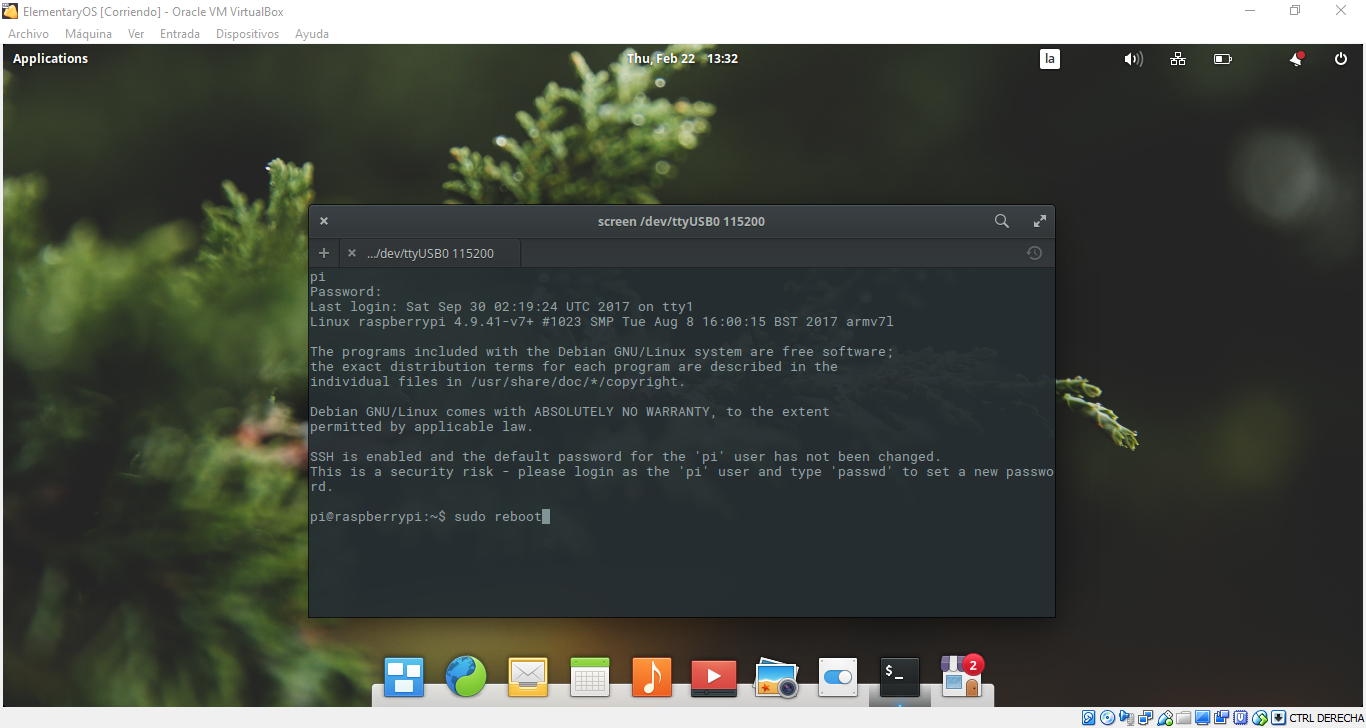 ElementaryOS [Corriendo] - Oracle VM VirtualBox
Archivo Máquina Ver Entrada Dispositivos Ayuda
Applications Thu, Feb 22 13:32 la
screen /dev/ttyUSB0 115200
.../dev/ttyUSB0 115200
pi
Password:
Last login: Sat Sep 30 02:19:24 UTC 2017 on tty1
Linux raspberrypi 4.9.41-v7+ #1023 SMP Tue Aug 8 16:00:15 BST 2017 armv7l
The programs included with the Debian GNU/Linux system are free software;
the exact distribution terms for each program are described in the
individual files in /usr/share/doc/*/copyright.
Debian GNU/Linux comes with ABSOLUTELY NO WARRANTY, to the extent
permitted by applicable law.
SSH is enabled and the default password for the 'pi' user has not been changed.
This is a security risk - please login as the 'pi' user and type 'passwd' to set a new passwo
rd.
pi@raspberrypi:~$ sudo reboot
$_
2
CTRL DERECHA